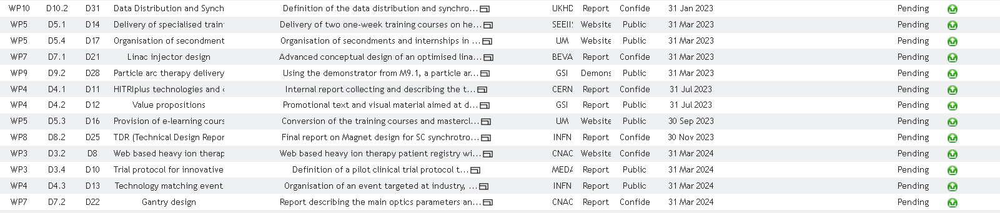 WP10 D10.2 D31 Data Distribution and Synch Definition of the data distribution and synchro... UKHD Report Confide 31 Jan 2023 Pending
WP5 D5.1 D14 Delivery of specialised train Delivery of two one-week training courses on he... SEEII Website Public 31 Mar 2023 Pending
WP5 D5.4 D17 Organisation of secondment Organisation of secondments and internships in ... UM Website Public 31 Mar 2023 Pending
WP7 D7.1 D21 Linac injector design Advanced conceptual design of an optimised lina... BEVA Report Confide 31 Mar 2023 Pending
WP9 D9.2 D28 Particle arc therapy delivery Using the demonstrator from M9.1, a particle ar... GSI Demons Public 31 Mar 2023 Pending
WP4 D4.1 D11 HITRIplus technologies and Internal report collecting and describing the t... CERN Report Confide 31 Jul 2023 Pending
WP4 D4.2 D12 Value propositions Promotional text and visual material aimed at d... GSI Report Public 31 Jul 2023 Pending
WP5 D5.3 D16 Provision of e-learning cours Conversion of the training courses and mastercl... UM Website Public 30 Sep 2023 Pending
WP8 D8.2 D25 TDR (Technical Design Repor Final report on Magnet design for SC synchrotro... INFN Report Confide 30 Nov 2023 Pending
WP3 D3.2 D8 Web based heavy ion therap Web based heavy ion therapy patient registry wi... CNAC Website Confide 31 Mar 2024 Pending
WP3 D3.4 D10 Trial protocol for innovative Definition of a pilot clinical trial protocol t... MEDA Report Public 31 Mar 2024 Pending
WP4 D4.3 D13 Technology matching event Organisation of an event targeted at industry, ... INFN Report Public 31 Mar 2024 Pending
WP7 D7.2 D22 Gantry design Report describing the main optics parameters an... CNAC Report Confide 31 Mar 2024 Pending